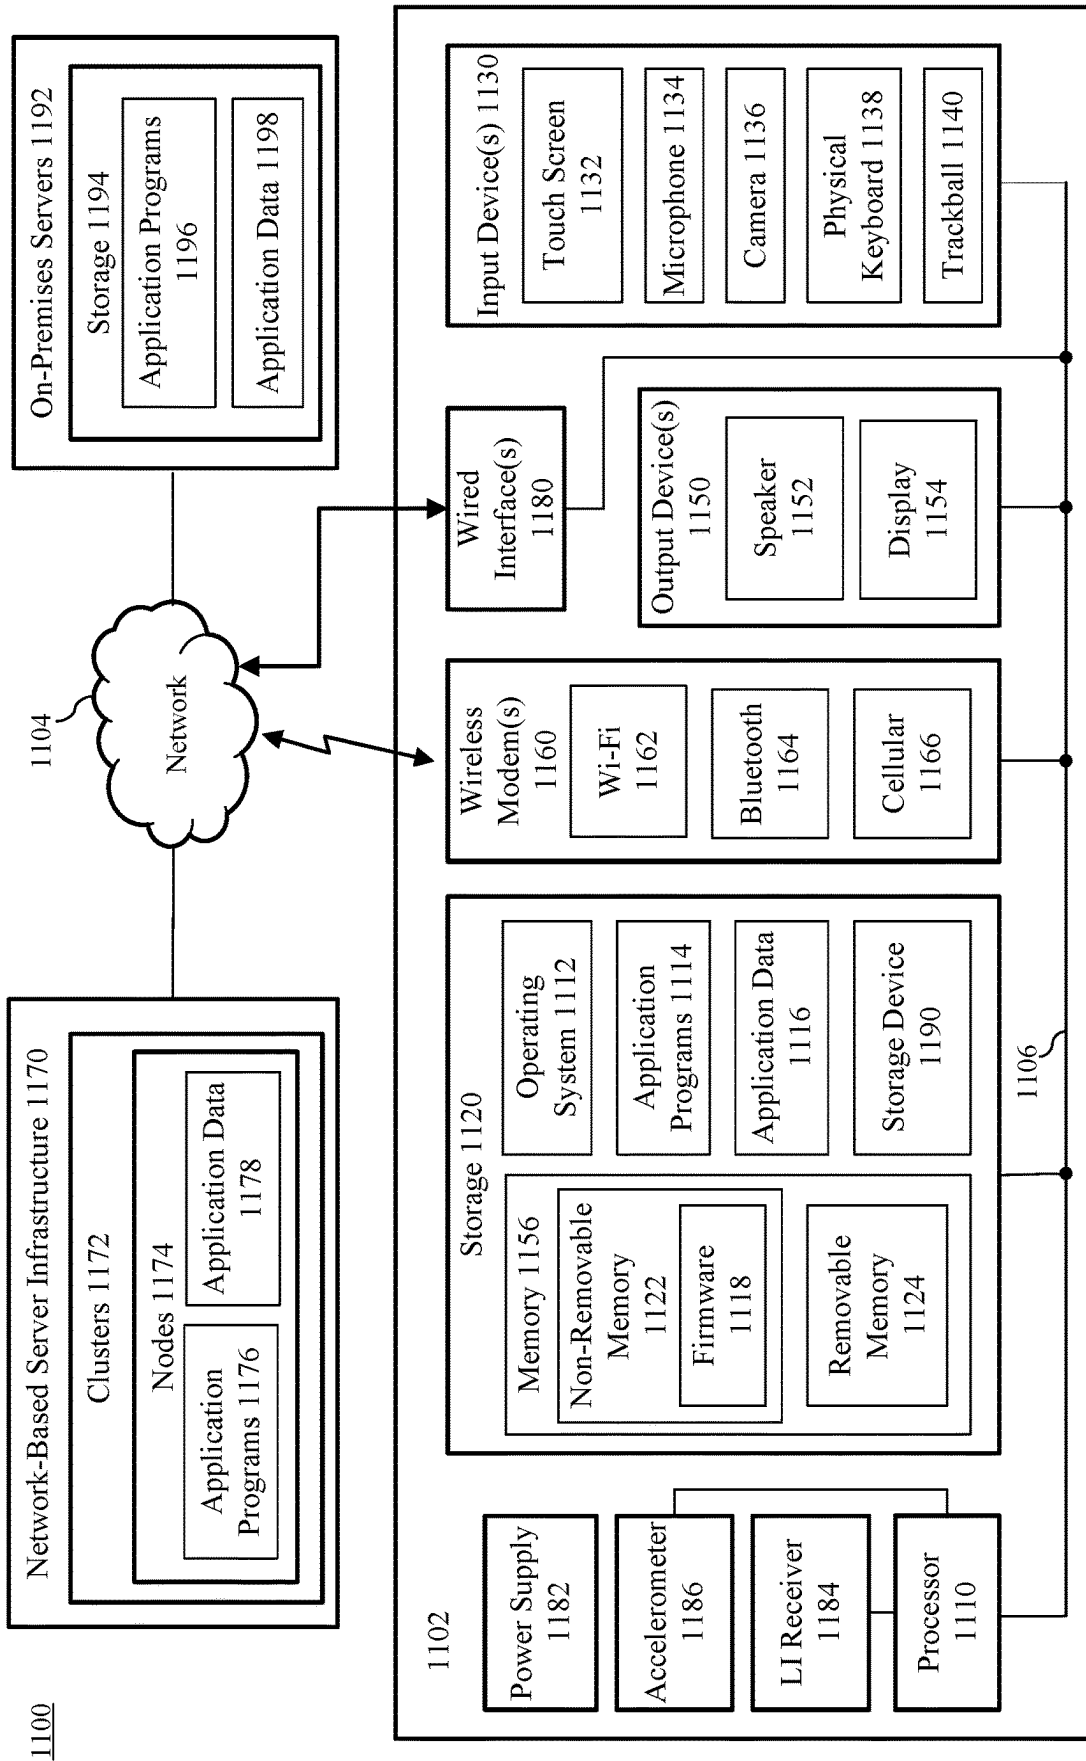 1100
Network-Based Server Infrastructure 1170
Clusters 1172
Nodes 1174
Application
Programs 1176
Application Data
1178
1104
Network
On-Premises Servers 1192
Storage 1194
Application Programs
1196
Application Data 1198
1102
Power Supply
1182
Accelerometer
1186
LI Receiver
1184
Processor
1110
Storage 1120
Memory 1156
Non-Removable
Memory
1122
Firmware
1118
Removable
Memory
1124
Operating
System 1112
Application
Programs 1114
Application Data
1116
Storage Device
1190
1106
Wireless
Modem(s)
1160
Wi-Fi
1162
Bluetooth
1164
Cellular
1166
Wired
Interface(s)
1180
Output Device(s)
1150
Speaker
1152
Display
1154
Input Device(s) 1130
Touch Screen
1132
Microphone 1134
Camera 1136
Physical
Keyboard 1138
Trackball 1140